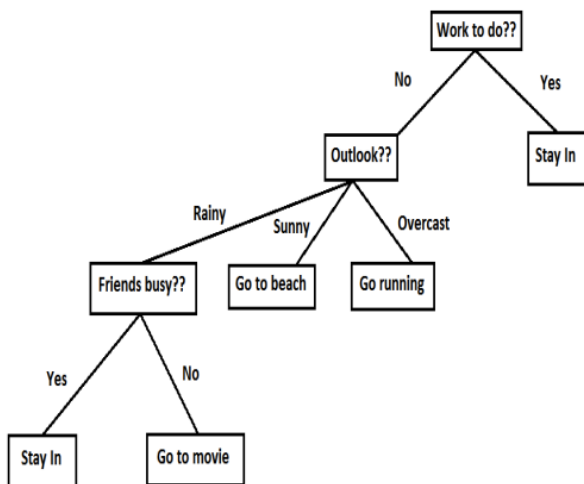 Work to do??
No
Yes
Outlook??
Stay In
Rainy
Sunny
Overcast
Friends busy??
Go to beach
Go running
Yes
No
Stay In
Go to movie